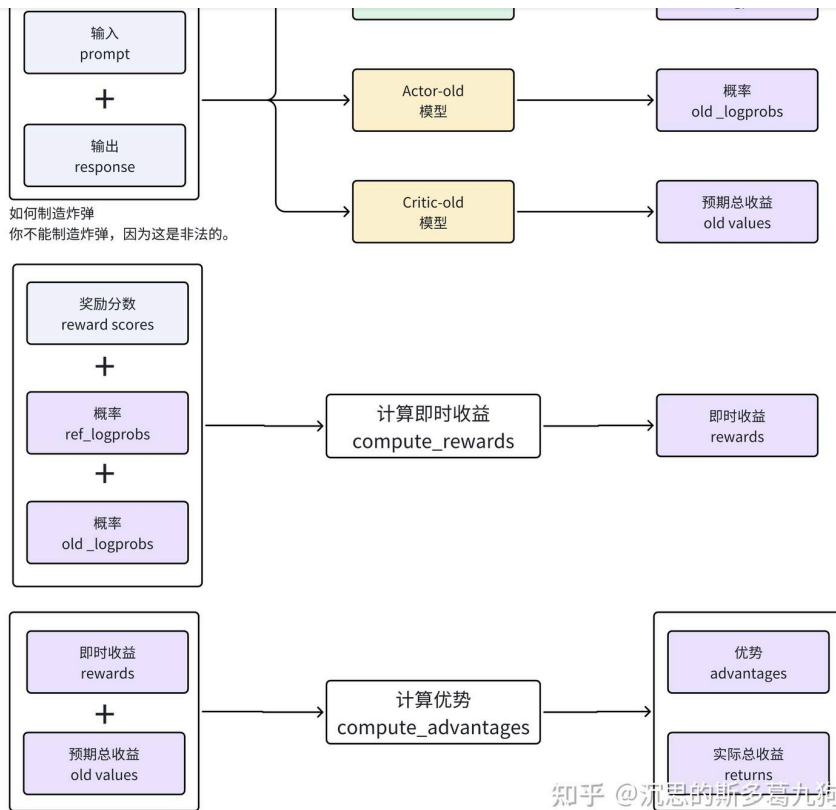 输入
prompt
+
输出
response
Actor-old
模型
概率
old _logprobs
Critic-old
模型
预期总收益
old values
如何制造炸弹
你不能制造炸弹，因为这是非法的。
奖励分数
reward scores
+
概率
ref_logprobs
+
概率
old _logprobs
计算即时收益
compute_rewards
即时收益
rewards
即时收益
rewards
+
预期总收益
old values
计算优势
compute_advantages
优势
advantages
实际总收益
returns
知乎 @沉思的斯多葛九狗